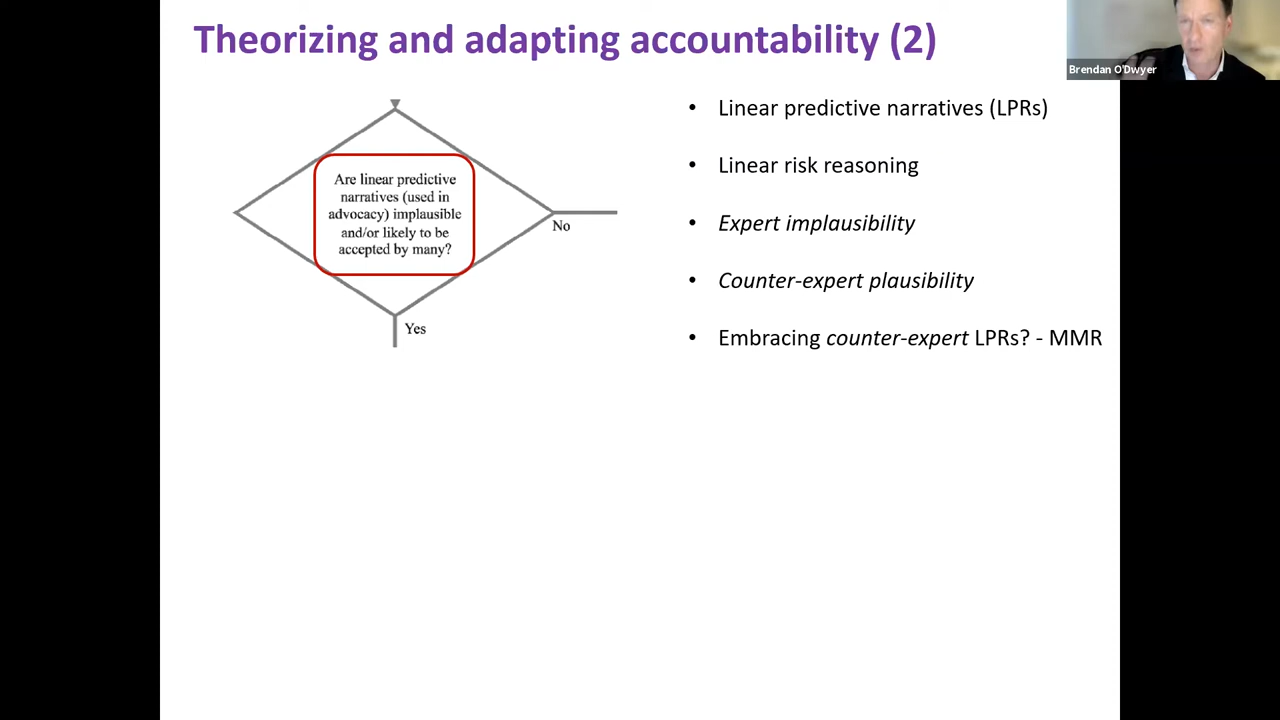 Theorizing and adapting accountability (2)
Brendan O'Dwyer
Are linear predictive
narratives (used in
advocacy) implausible
and/or likely to be
accepted by many?
No
Yes
• Linear predictive narratives (LPRs)
• Linear risk reasoning
• Expert implausibility
• Counter-expert plausibility
• Embracing counter-expert LPRs? - MMR